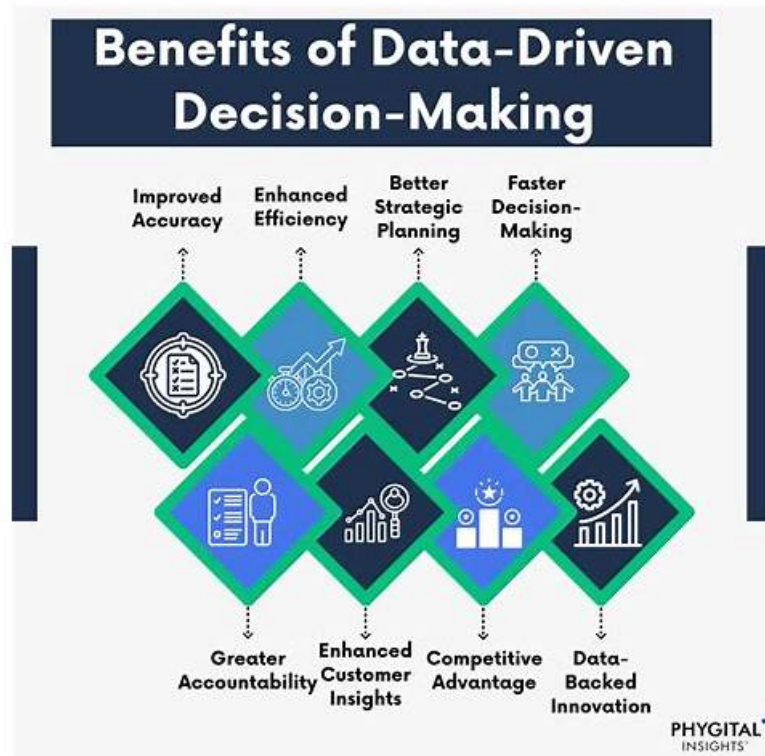 Benefits of Data-Driven
Decision-Making
Improved
Accuracy
Enhanced
Efficiency
Better
Strategic
Planning
Faster
Decision-
Making
Greater
Accountability
Enhanced
Customer
Insights
Competitive
Advantage
Data-
Backed
Innovation
PHYGITAL
INSIGHTS™